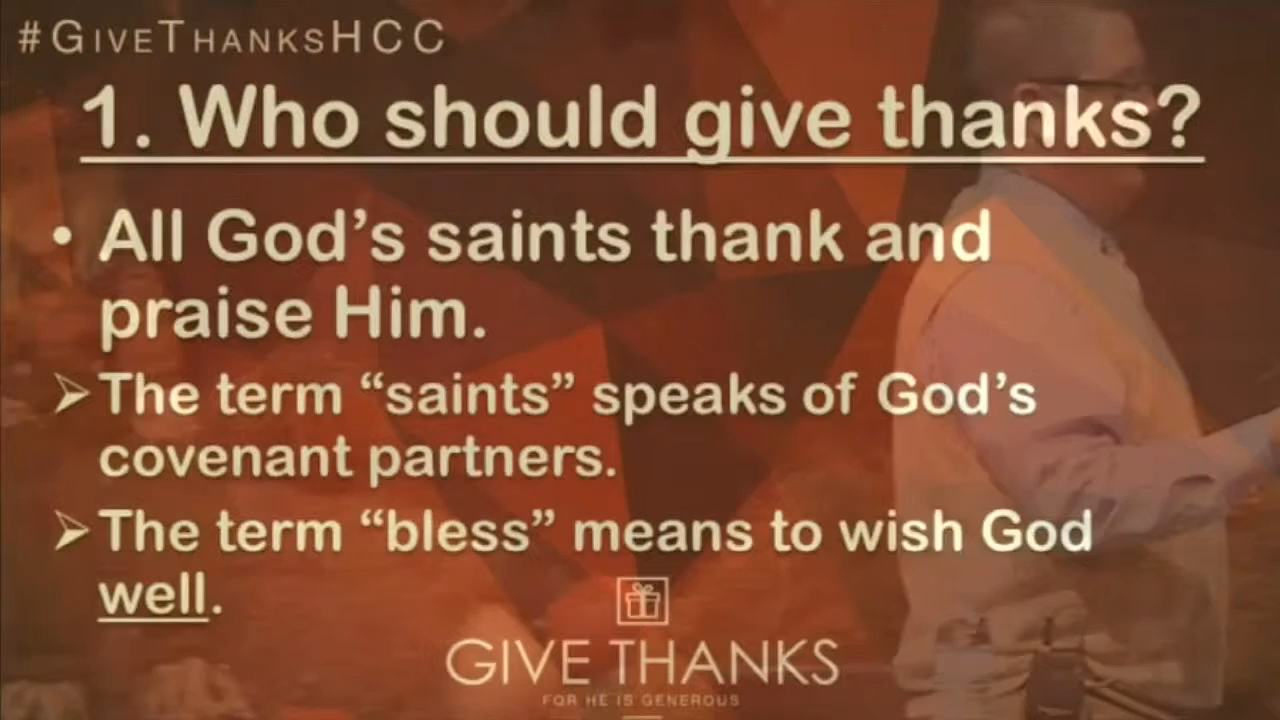 #GIVETHANKSHCC
1. Who should give thanks?
• All God's saints thank and
praise Him.
➢ The term “saints” speaks of God's
covenant partners.
➢ The term “bless” means to wish God
well.
GIVE THANKS
FOR HE IS GENEROUS